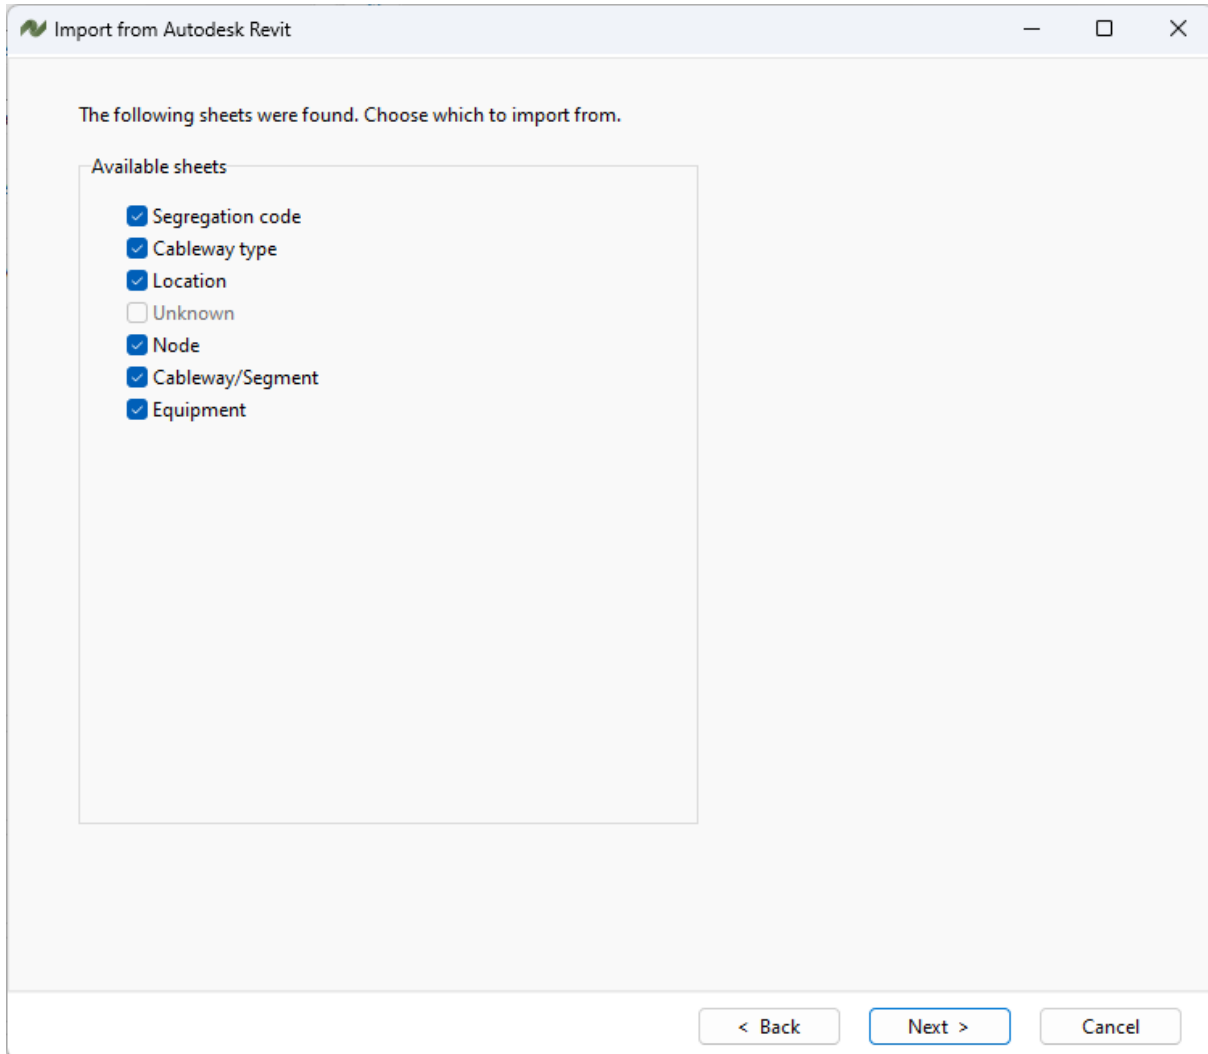 Import from Autodesk Revit
The following sheets were found. Choose which to import from.
Available sheets
Segregation code
Cableway type
Location
Unknown
Node
Cableway/Segment
Equipment
< Back
Next >
Cancel